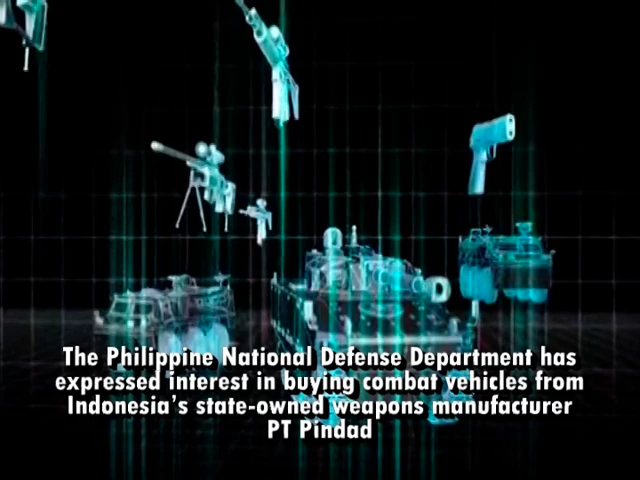 The Philippine National Defense Department has
expressed interest in buying combat vehicles from
Indonesia's state-owned weapons manufacturer
PT Pindad